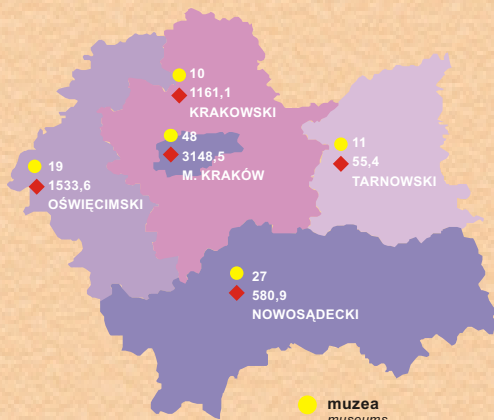 10
1161,1
KRAKOWSKI
48
3148,5
M. KRAKÓW
11
55,4
TARNOWSKI
19
1533,6
OŚWIĘCIMSKI
27
580,9
NOWOSĄDECKI
muzea
museums